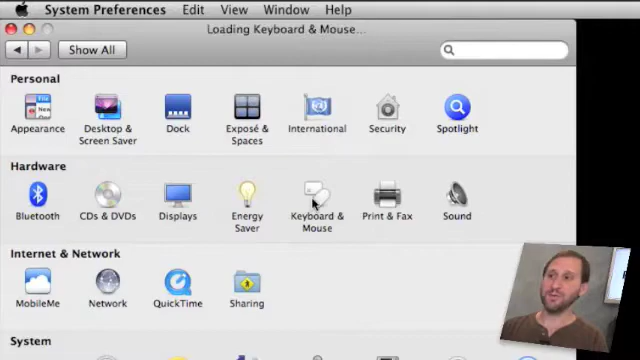 System Preferences Edit View Window Help
Loading Keyboard & Mouse...
Show All
Personal
Appearance
Desktop &
Screen Saver
Dock
Exposé &
Spaces
International
Security
Spotlight
Hardware
Bluetooth
CDs & DVDs
Displays
Energy
Saver
Keyboard &
Mouse
Print & Fax
Sound
Internet & Network
MobileMe
Network
QuickTime
Sharing
System